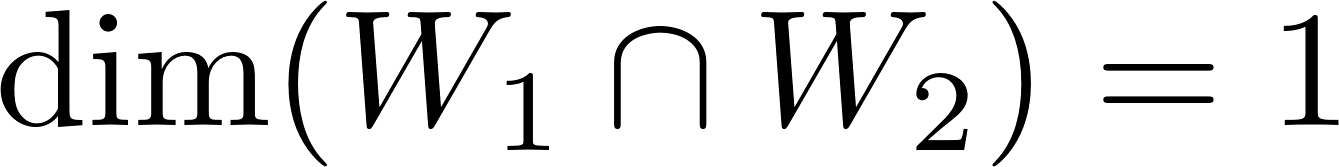 dim(W₁ ∩ W₂) = 1